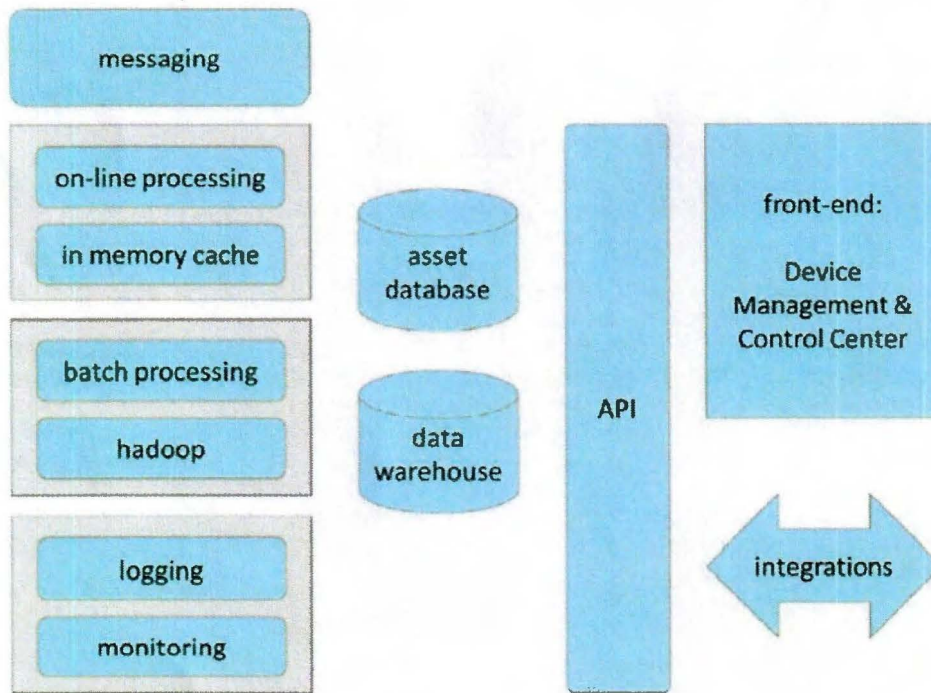 messaging
on-line processing
in memory cache
batch processing
hadoop
logging
monitoring
asset
database
data
warehouse
API
front-end:
Device
Management &
Control Center
integrations